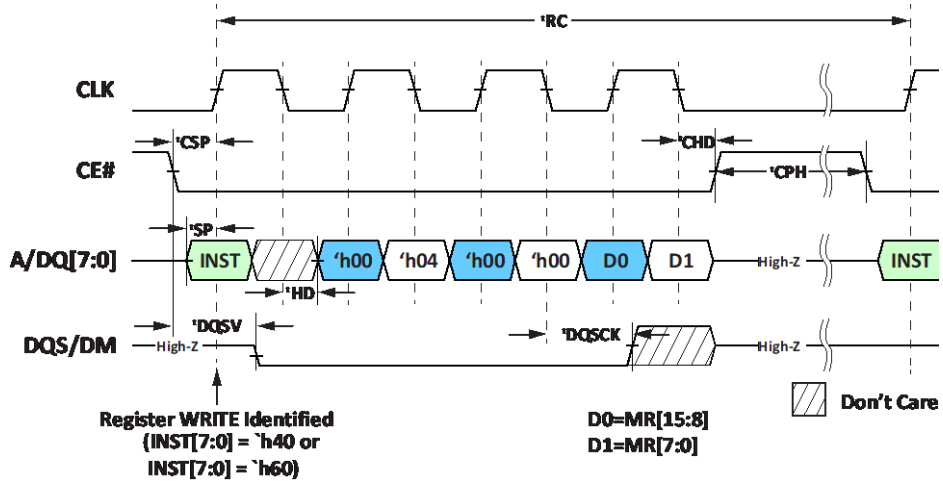 tRC
CLK
tCSP
tCHD
CE#
tCPH
tSP
A/DQ[7:0]
INST
‘h00
‘h04
‘h00
‘h00
D0
D1
High-Z
INST
tHD
tDQSV
tDQSCK
DQS/DM
High-Z
High-Z
Register WRITE Identified
(INST[7:0] = `h40 or
INST[7:0] = `h60)
D0=MR[15:8]
D1=MR[7:0]
Don't Care